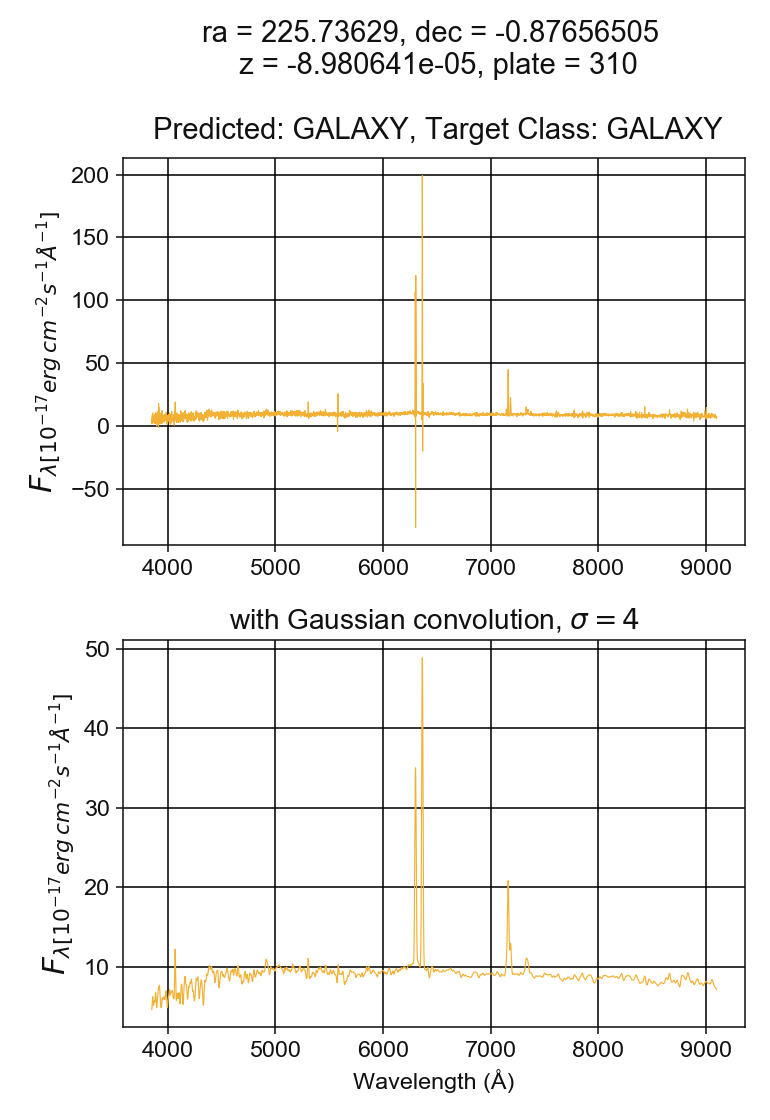 ra = 225.73629, dec = -0.87656505
z = -8.980641e-05, plate = 310
Predicted: GALAXY, Target Class: GALAXY
F_λ[10^{-17} erg cm^{-2} s^{-1} Å^{-1}]
200
150
100
50
0
−50
4000 5000 6000 7000 8000 9000
with Gaussian convolution, σ = 4
F_λ[10^{-17} erg cm^{-2} s^{-1} Å^{-1}]
50
40
30
20
10
4000 5000 6000 7000 8000 9000
Wavelength (Å)